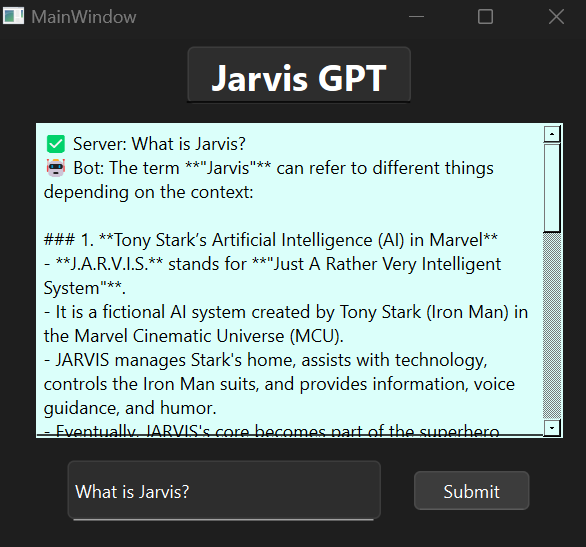 MainWindow
Jarvis GPT
✅ Server: What is Jarvis?
🤖 Bot: The term **"Jarvis"** can refer to different things
depending on the context:
### 1. **Tony Stark’s Artificial Intelligence (AI) in Marvel**
- **J.A.R.V.I.S.** stands for **"Just A Rather Very Intelligent
System"**.
- It is a fictional AI system created by Tony Stark (Iron Man) in
the Marvel Cinematic Universe (MCU).
- JARVIS manages Stark's home, assists with technology,
controls the Iron Man suits, and provides information, voice
guidance, and humor.
- Eventually, JARVIS's core becomes part of the superhero
What is Jarvis?
Submit